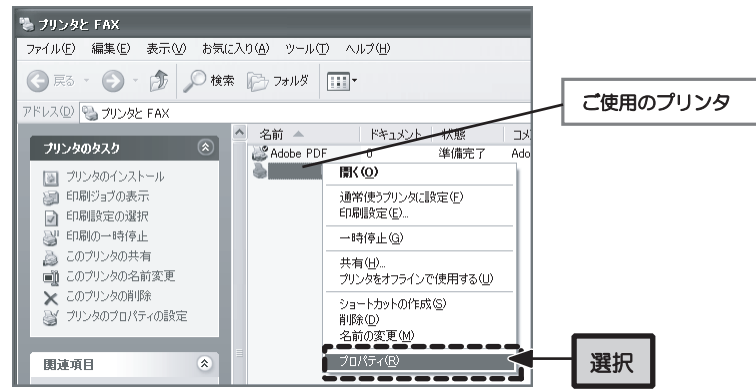 プリンタと FAX
ファイル(F) 編集(E) 表示(V) お気に入り(A) ツール(T) ヘルプ(H)
戻る 検索 フォルダ
アドレス(D) プリンタと FAX
プリンタのタスク
プリンタのインストール
印刷ジョブの表示
印刷設定の選択
印刷の一時停止
このプリンタの共有
このプリンタの名前変更
このプリンタの削除
プリンタのプロパティの設定
関連項目
名前 ドキュメント 状態 コメ
Adobe PDF 0 準備完了 Ado
開く(O)
通常使うプリンタに設定(F)
印刷設定(E)...
一時停止(G)
共有(H)...
プリンタをオフラインで使用する(U)
ショートカットの作成(S)
削除(D)
名前の変更(M)
プロパティ(R)
ご使用のプリンタ
選択